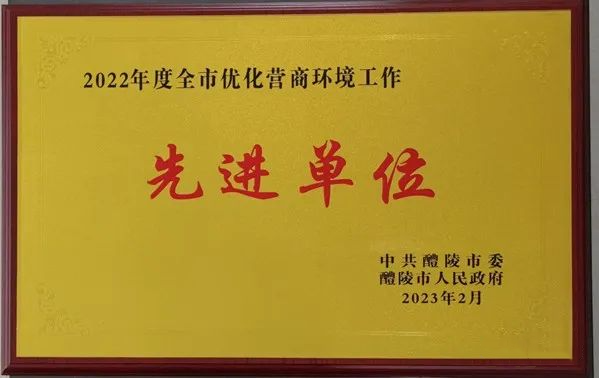 2022年度全市优化营商环境工作
先进单位
中共醴陵市委
醴陵市人民政府
2023年2月